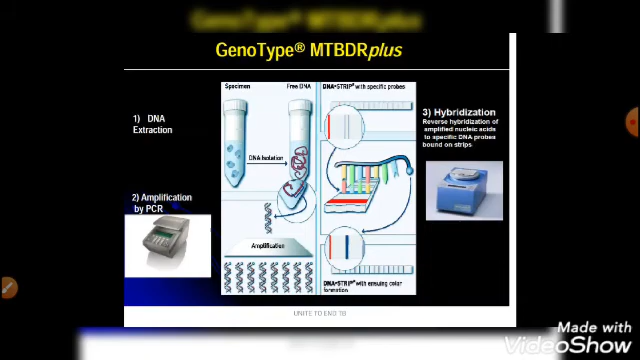 GenoType® MTBDRplus
GenoType® MTBDRplus
1) DNA
Extraction
2) Amplification
by PCR
Specimen
Free DNA
DNA Isolation
Amplification
DNA•STRIP® with specific probes
DNA•STRIP® with ensuing color
formation
3) Hybridization
Reverse hybridization of
amplified nucleic acids
to specific DNA probes
bound on strips
UNITE TO END TB
Made with
VideoShow